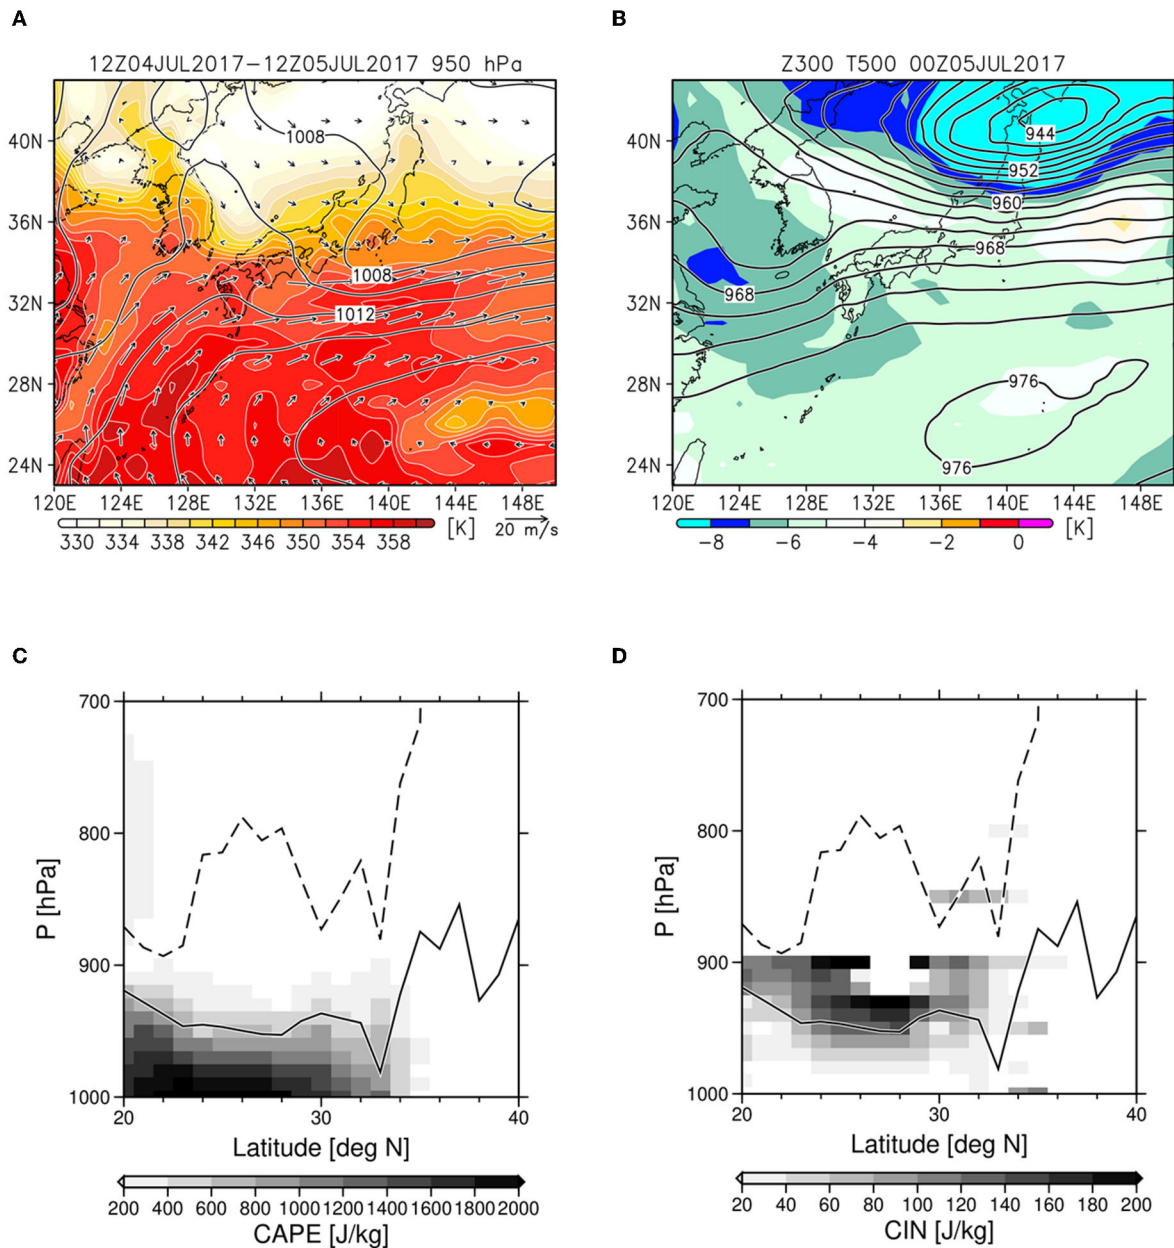 A
B
12Z04JUL2017-12Z05JUL2017 950 hPa
Z300 T500 00Z05JUL2017
40N
36N
32N
28N
24N
1008
1008
1012
120E 124E 128E 132E 136E 140E 144E 148E
330 334 338 342 346 350 354 358 [K] 20 m/s
40N
36N
32N
28N
24N
944
952
960
968
968
976
976
120E 124E 128E 132E 136E 140E 144E 148E
-8 -6 -4 -2 0 [K]
C
D
700
800
900
1000
P [hPa]
20 30 40
Latitude [deg N]
200 400 600 800 1000 1200 1400 1600 1800 2000
CAPE [J/kg]
700
800
900
1000
P [hPa]
20 30 40
Latitude [deg N]
20 40 60 80 100 120 140 160 180 200
CIN [J/kg]